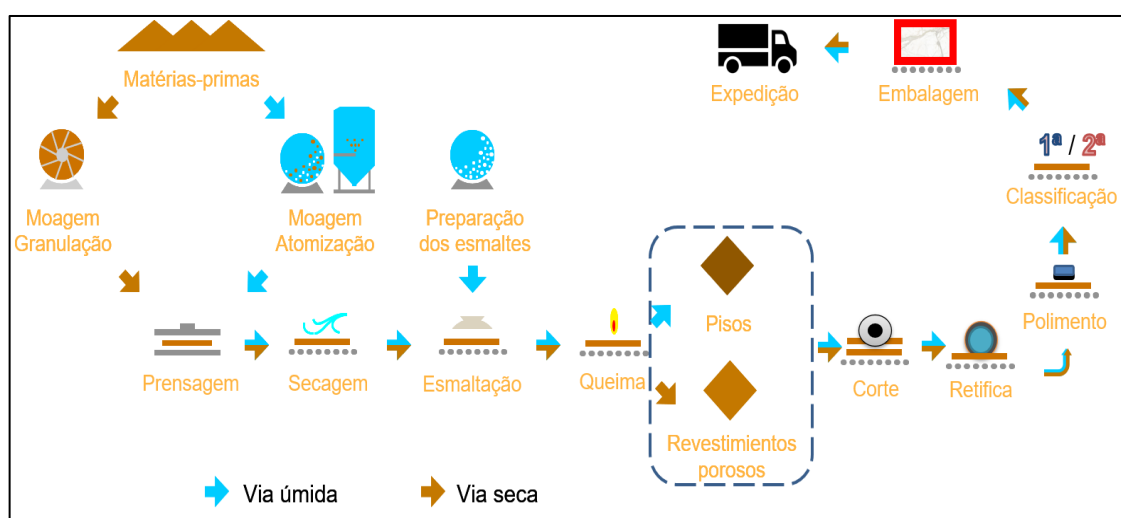 Matérias-primas
Moagem
Granulação
Moagem
Atomização
Preparação
dos esmaltes
Prensagem
Secagem
Esmaltação
Queima
Pisos
Revestimientos
porosos
Corte
Retifica
Polimento
Classificação
1ª / 2ª
Embalagem
Expedição
Via úmida
Via seca